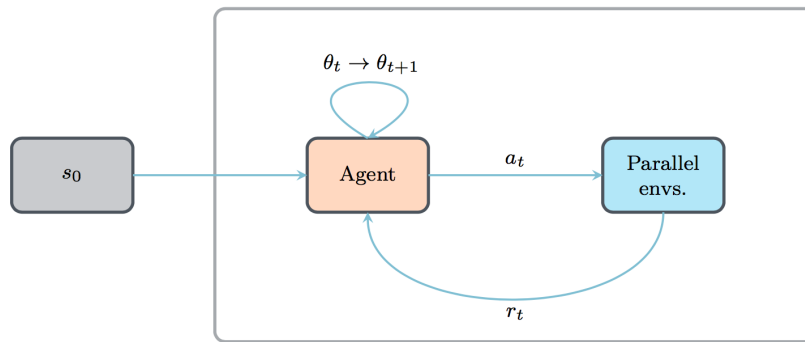 θ_t → θ_{t+1}
s_0
Agent
a_t
Parallel
envs.
r_t